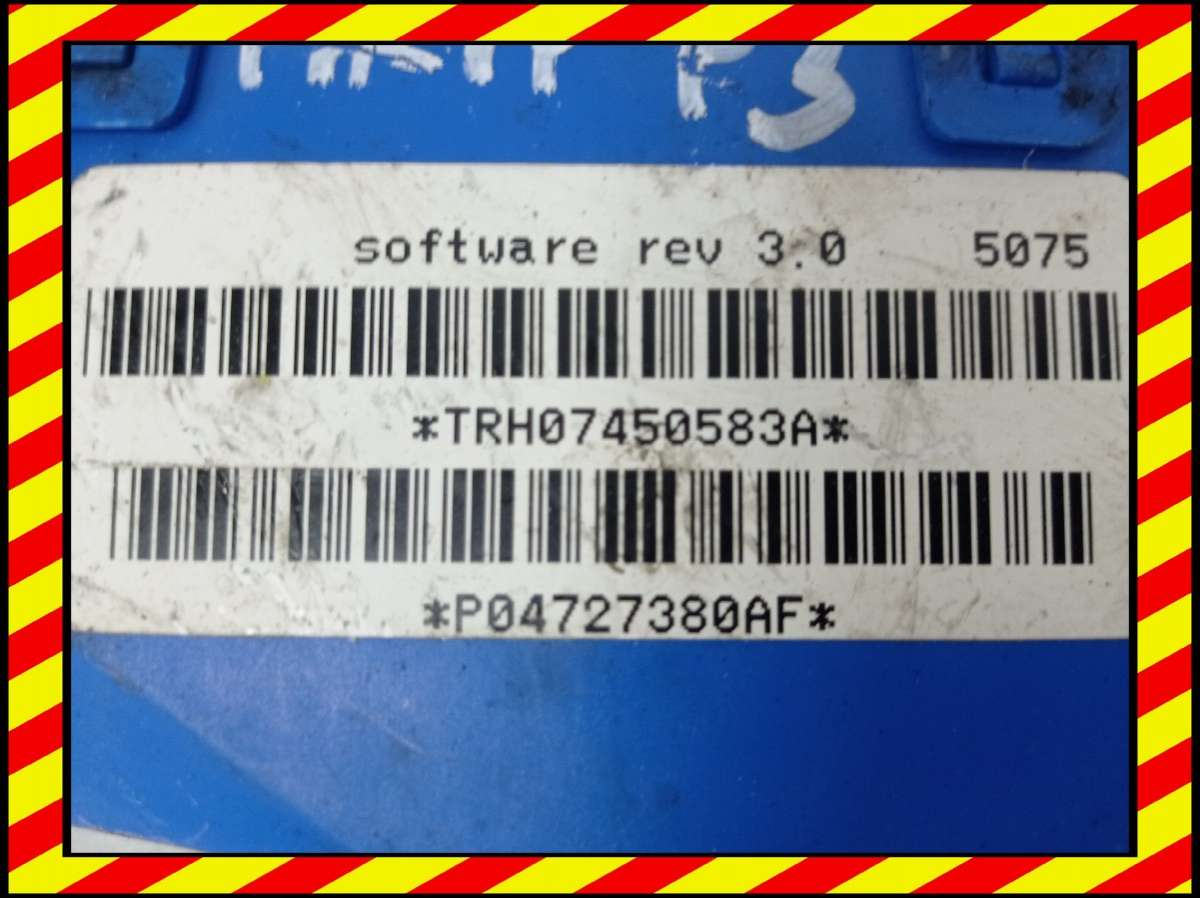 software rev 3.0 5075
*TRH07450583A*
*P04727380AF*